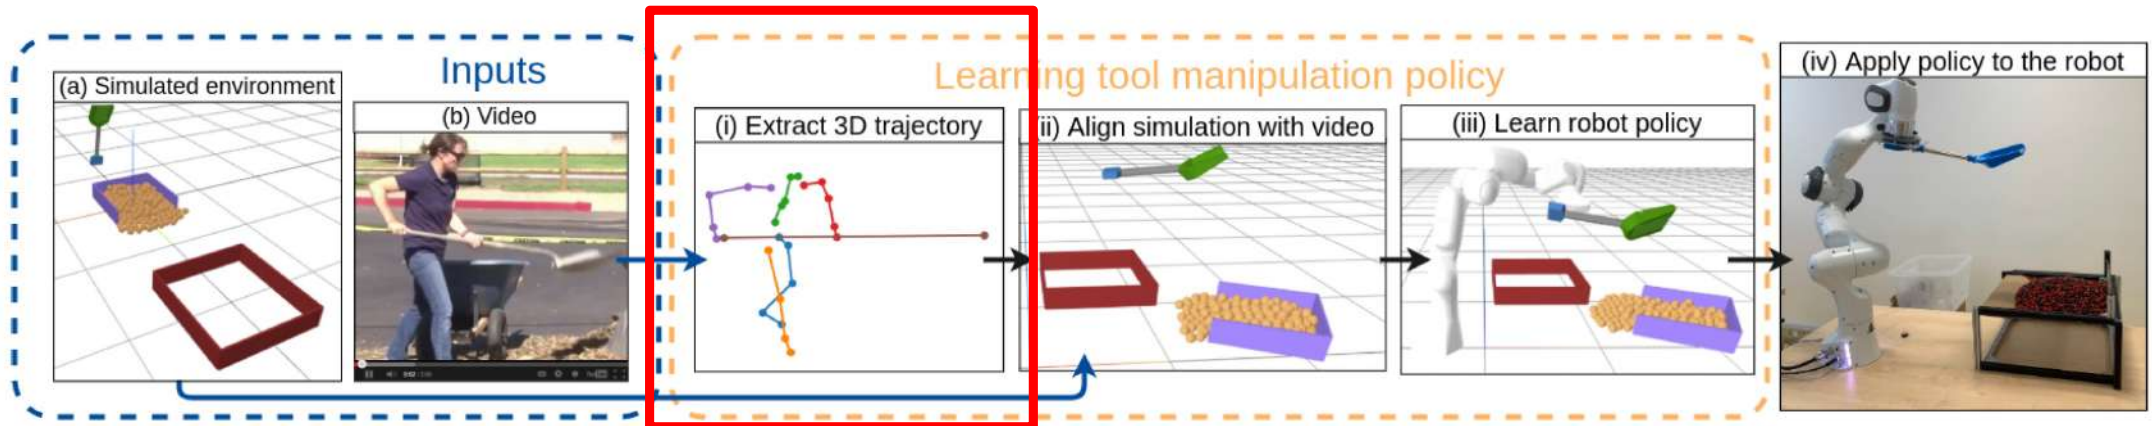 Inputs
(a) Simulated environment
(b) Video
Learning tool manipulation policy
(i) Extract 3D trajectory
(ii) Align simulation with video
(iii) Learn robot policy
(iv) Apply policy to the robot